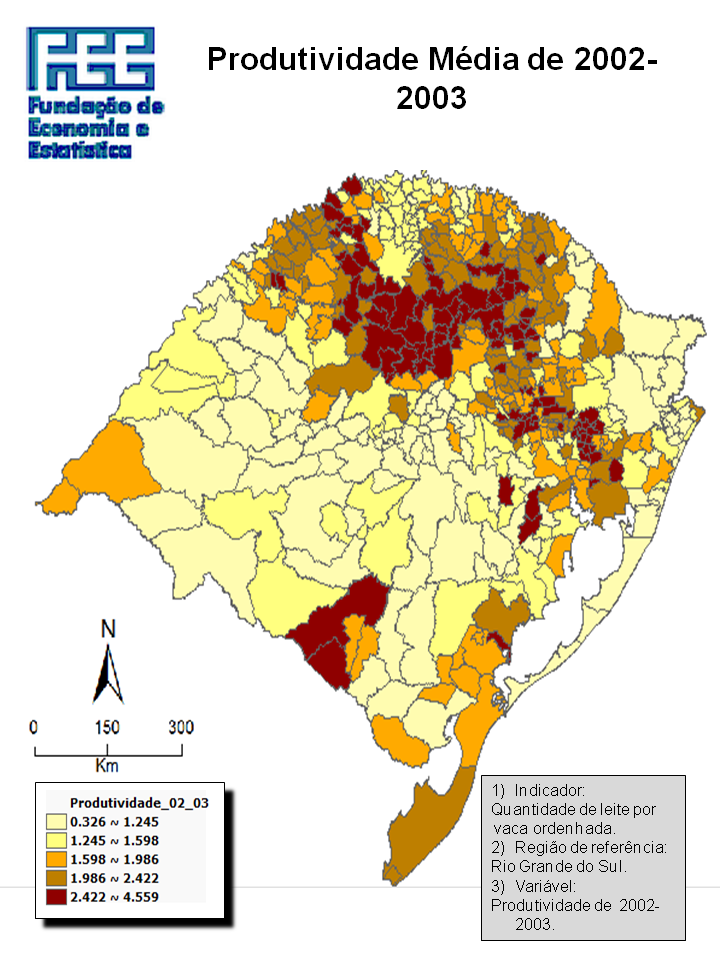 Fundação de
Economia e
Estatística
Produtividade Média de 2002-
2003
N
0 150 300
Km
Produtividade_02_03
0.326 ~ 1.245
1.245 ~ 1.598
1.598 ~ 1.986
1.986 ~ 2.422
2.422 ~ 4.559
1) Indicador:
Quantidade de leite por
vaca ordenhada.
2) Região de referência:
Rio Grande do Sul.
3) Variável:
Produtividade de 2002-
2003.